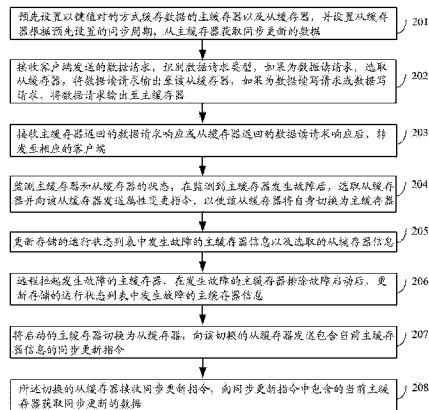 预先设置以键值对的方式缓存数据的主缓存器以及从缓存器，并设置从缓存
器根据预先设置的同步周期，从主缓存器获取同步更新的数据
201
接收客户端发送的数据请求，识别数据请求类型，如果为数据读请求，选取
从缓存器，将数据读请求输出至该从缓存器，如果为数据读写请求或数据写
请求，将数据请求输出至主缓存器
202
接收主缓存器返回的数据请求响应或从缓存器返回的数据读请求响应后，转
发至相应的客户端
203
监测主缓存器和从缓存器的状态，在监测到主缓存器发生故障后，选取从缓存
器并向该从缓存器发送属性变更指令，以使该从缓存器将自身切换为主缓存器
204
更新存储的运行状态列表中发生故障的主缓存器信息以及选取的从缓存器信息
205
远程拉起发生故障的主缓存器，在发生故障的主缓存器排除故障启动后，更
新存储的运行状态列表中发生故障的主缓存器信息
206
将启动的主缓存器切换为从缓存器，向该切换的从缓存器发送包含当前主缓存
器信息的同步更新指令
207
所述切换的从缓存器接收同步更新指令，向同步更新指令中包含的当前主缓
存器获取同步更新的数据
208